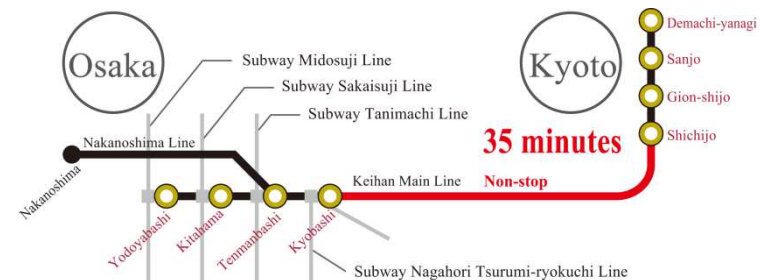 Osaka
Kyoto
Demachi-yanagi
Sanjo
Gion-shijo
Shichijo
Subway Midosuji Line
Subway Sakaisuji Line
Subway Tanimachi Line
Nakanoshima Line
35 minutes
Keihan Main Line
Non-stop
Nakanoshima
Yodoyabashi
Kitahama
Tenmanbashi
Kyobashi
Subway Nagahori Tsurumi-ryokuchi Line